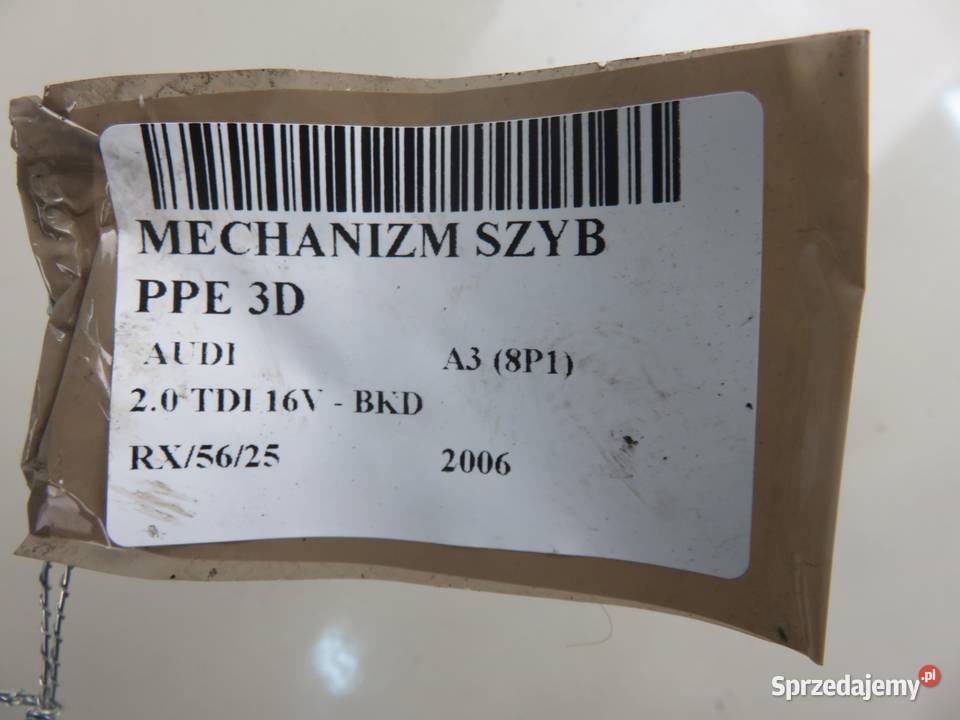 MECHANIZM SZYB
PPE 3D
AUDI A3 (8P1)
2.0 TDI 16V - BKD
RX/56/25 2006
Sprzedajemy.pl